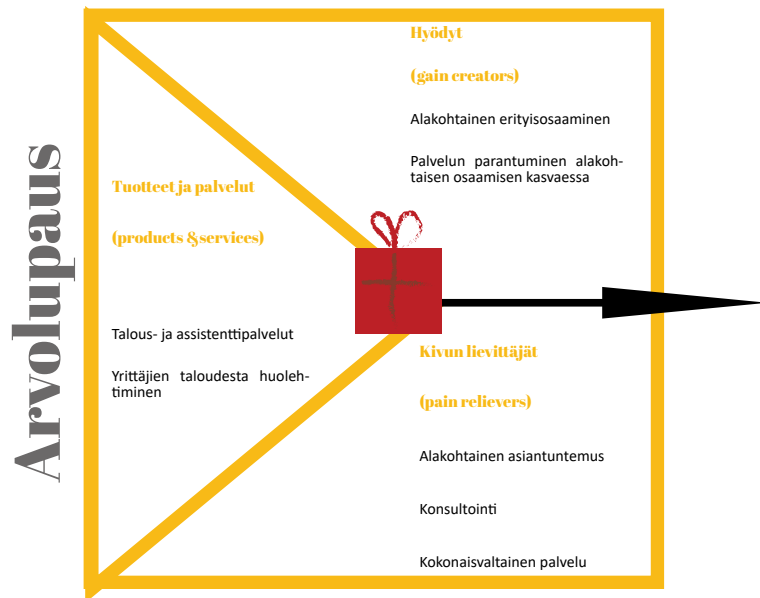 Arvolupaus
Tuotteet ja palvelut
(products &services)
Talous- ja assistenttipalvelut
Yrittäjien taloudesta huoleh-
timinen
Hyödyt
(gain creators)
Alakohtainen erityisosaaminen
Palvelun parantuminen alakoh-
taisen osaamisen kasvaessa
Kivun lievittäjät
(pain relievers)
Alakohtainen asiantuntemus
Konsultointi
Kokonaisvaltainen palvelu